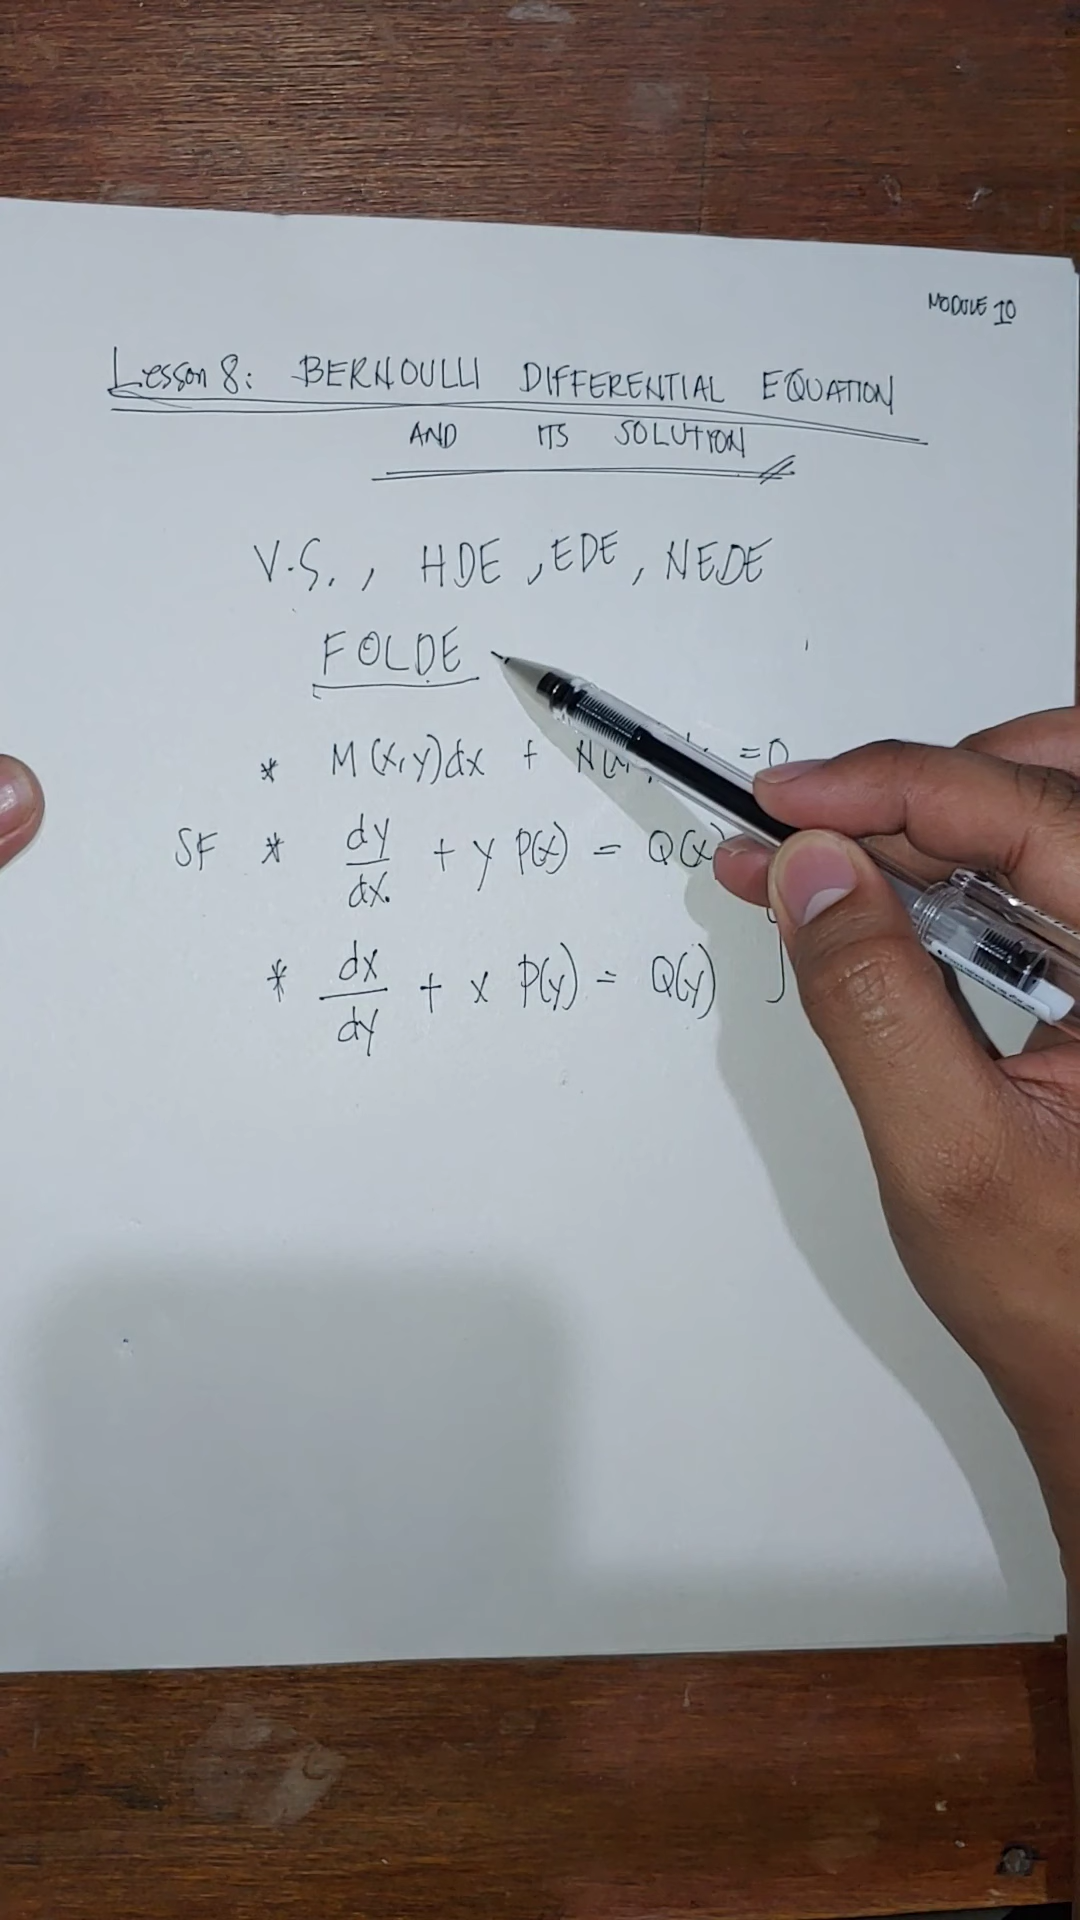 MODULE 10
Lesson 8: BERNOULLI DIFFERENTIAL EQUATION
AND ITS SOLUTION
V.S., HDE, EDE, NEDE
FOLDE
* M(x,y)dx + =0
SF * dy/dx + y P(x) = Q(x)
* dx/dy + x P(y) = Q(y)